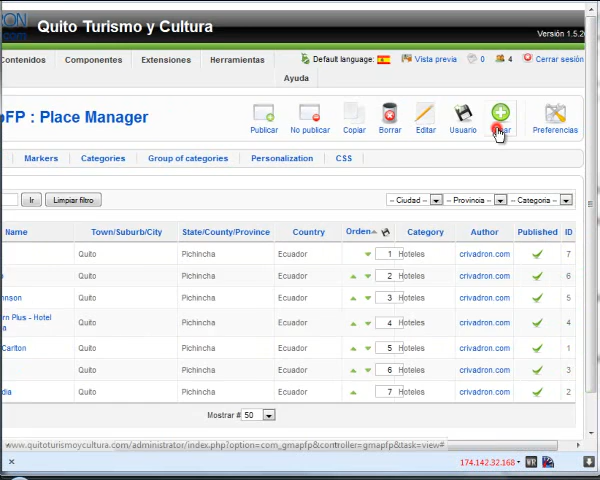 RON
.com
Quito Turismo y Cultura
Versión 1.5.2
Contenidos Componentes Extensiones Herramientas Default language: Vista previa 0 4 Cerrar sesión
Ayuda
pFP : Place Manager
Publicar No publicar Copiar Borrar Editar Usuario Preferencias
Markers Categories Group of categories Personalization CSS
Ir Limpiar filtro -- Ciudad -- -- Provincia -- -- Categoria --
Name Town/Suburb/City State/County/Province Country Orden Category Author Published ID
Quito Pichincha Ecuador 1 Hoteles crivadron.com 7
Quito Pichincha Ecuador 2 Hoteles crivadron.com 6
nson Quito Pichincha Ecuador 3 Hoteles crivadron.com 5
rn Plus - Hotel
a Quito Pichincha Ecuador 4 Hoteles crivadron.com 4
Carlton Quito Pichincha Ecuador 5 Hoteles crivadron.com 1
Quito Pichincha Ecuador 6 Hoteles crivadron.com 3
dia Quito Pichincha Ecuador 7 Hoteles crivadron.com 2
Mostrar # 50
www.quitoturismoycultura.com/administrator/index.php?option=com_gmapfp&controller=gmapfp&task=view#
174.142.32.168